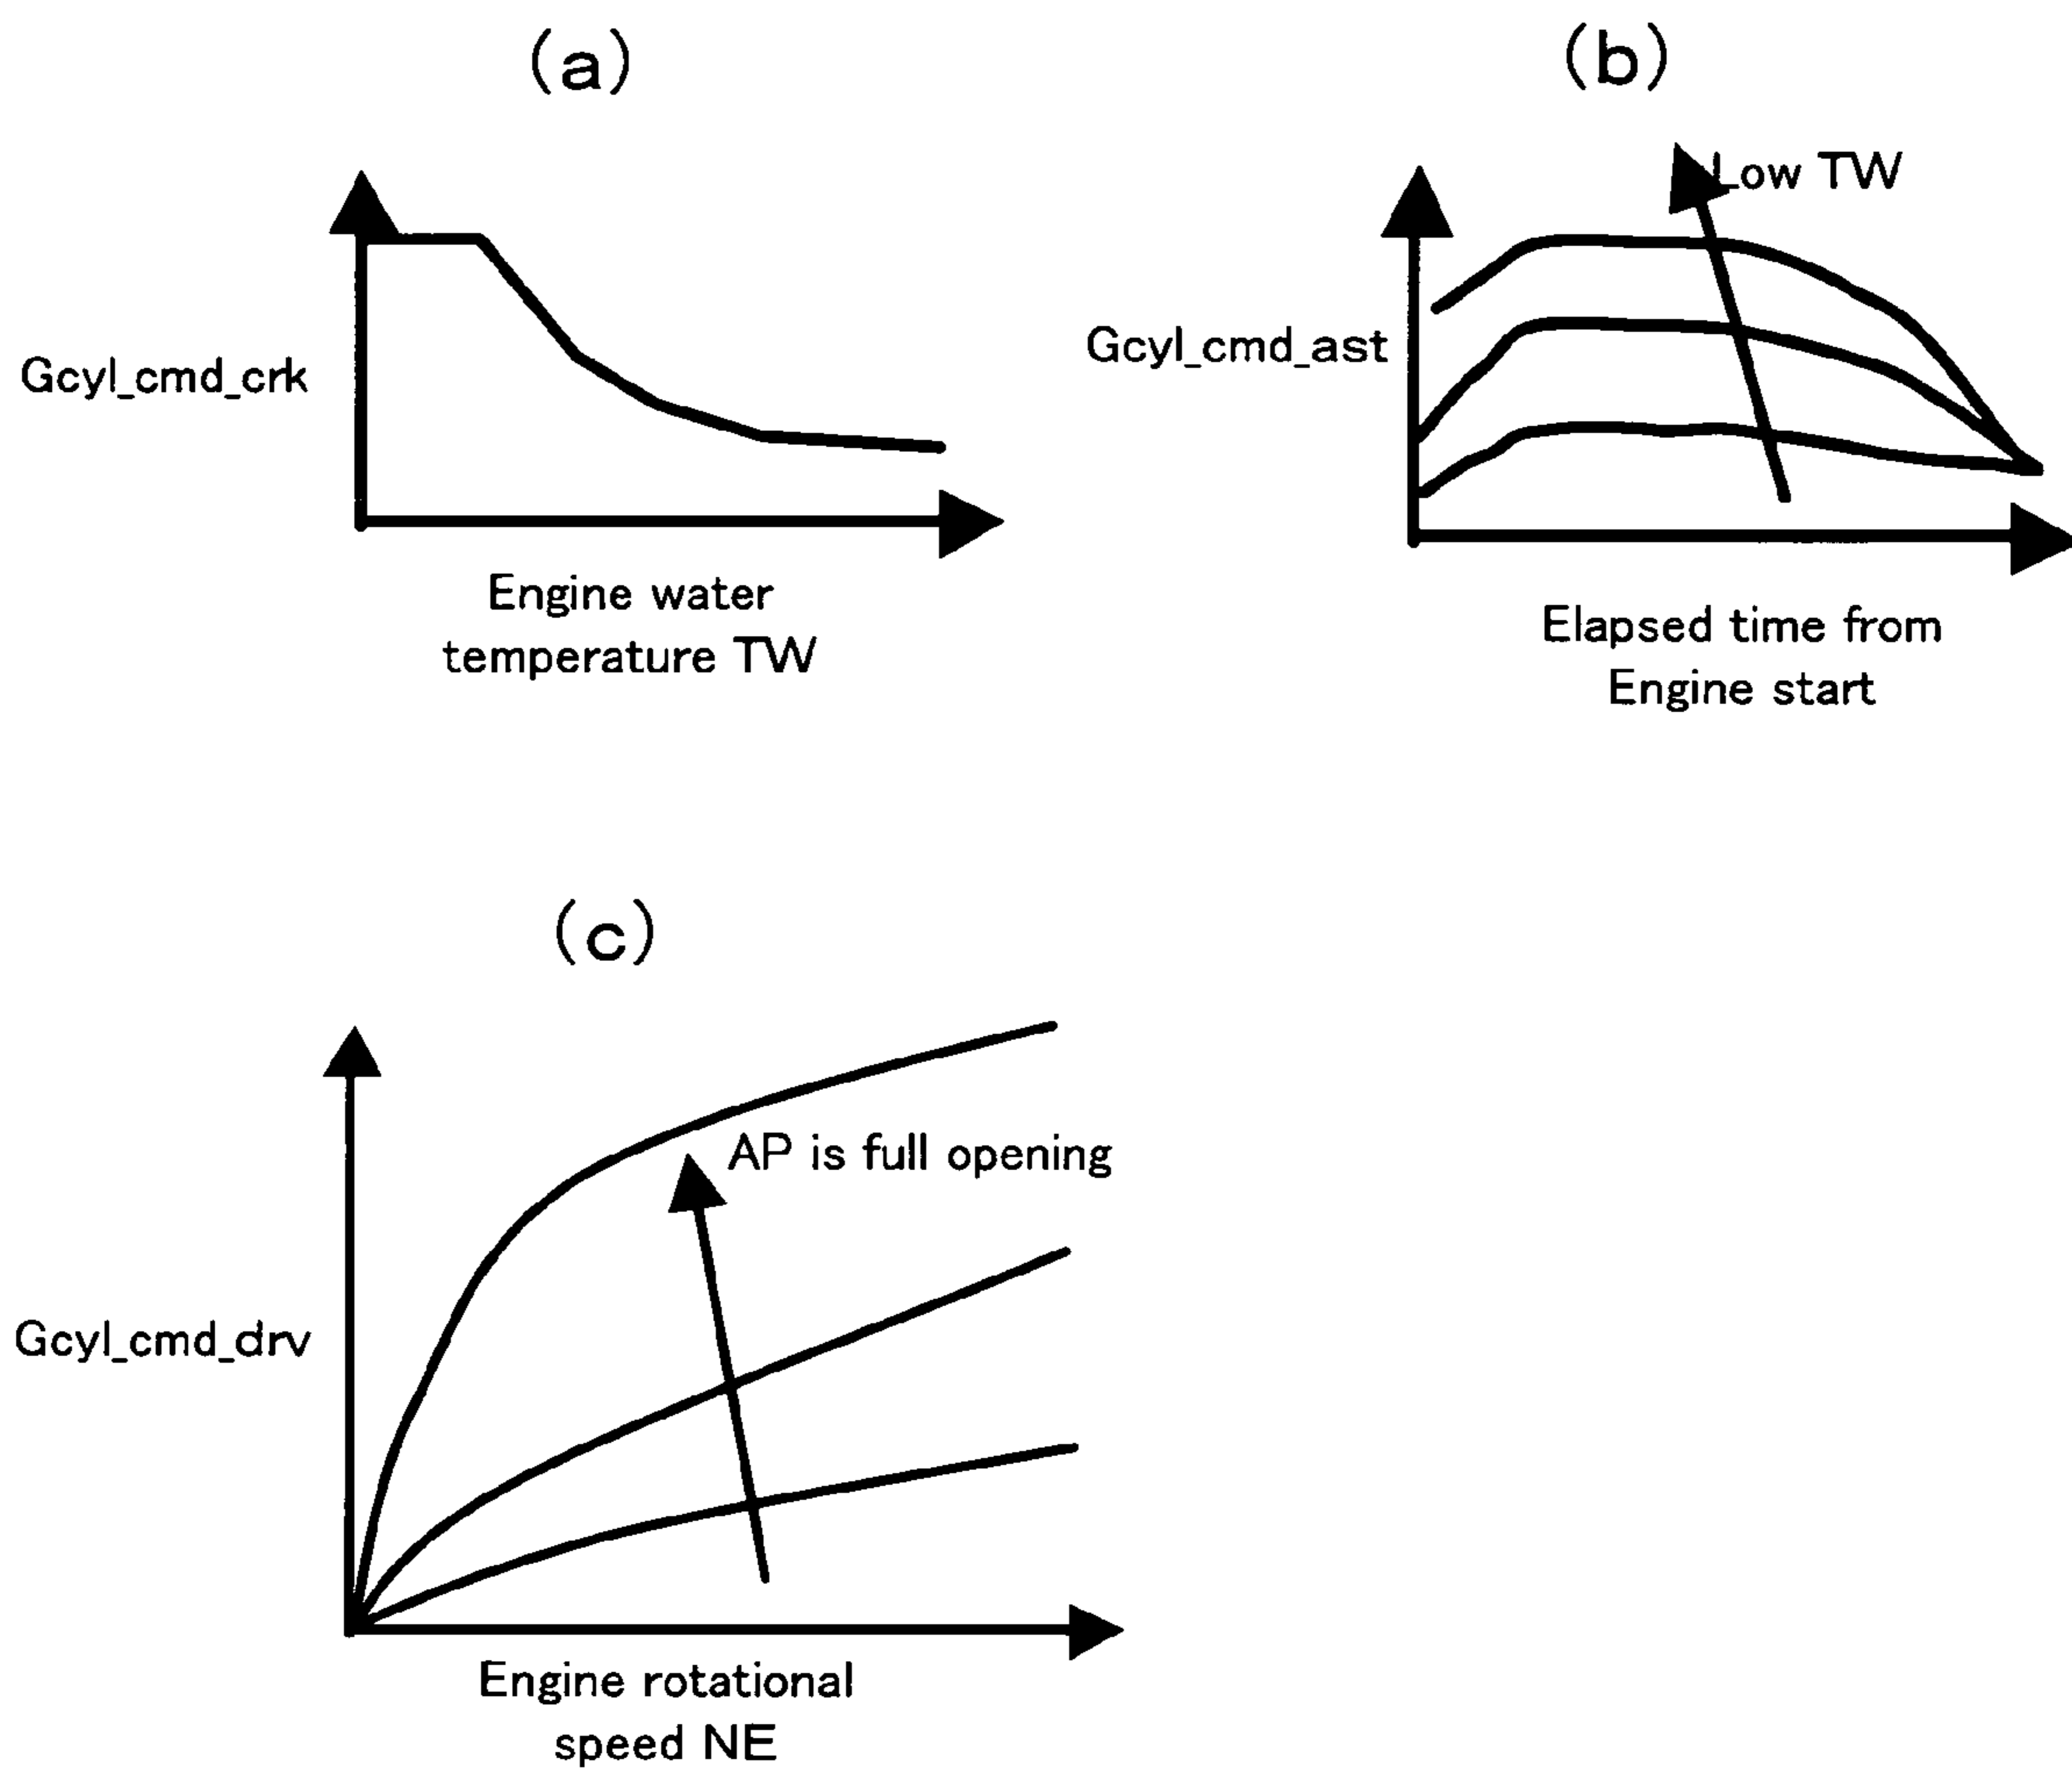 (a)
Gcyl_cmd_crk
Engine water
temperature TW
(b)
Low TW
Gcyl_cmd_ast
Elapsed time from
Engine start
(c)
AP is full opening
Gcyl_cmd_drv
Engine rotational
speed NE